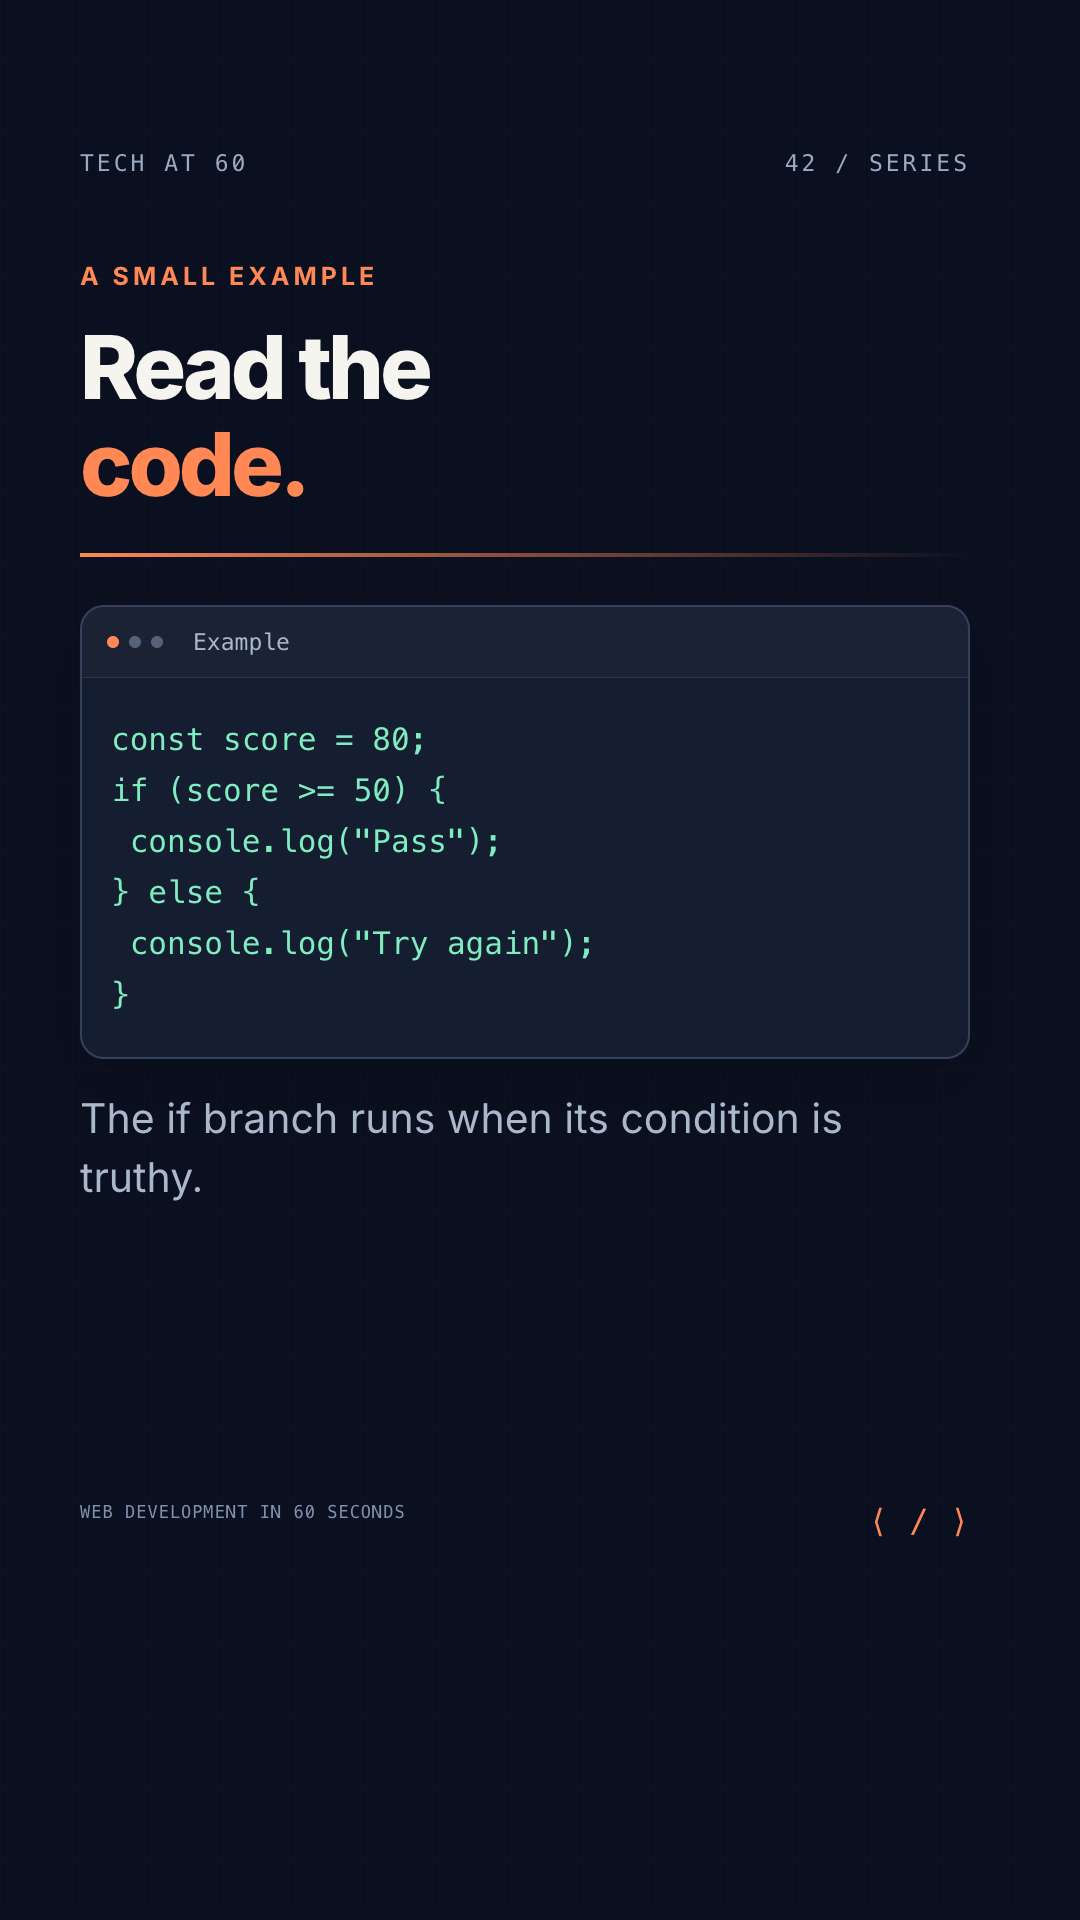 TECH AT 60
42 / SERIES
A SMALL EXAMPLE
Read the
code.
Example
const score = 80;
if (score >= 50) {
 console.log("Pass");
} else {
 console.log("Try again");
}
The if branch runs when its condition is
truthy.
WEB DEVELOPMENT IN 60 SECONDS
⟨ / ⟩